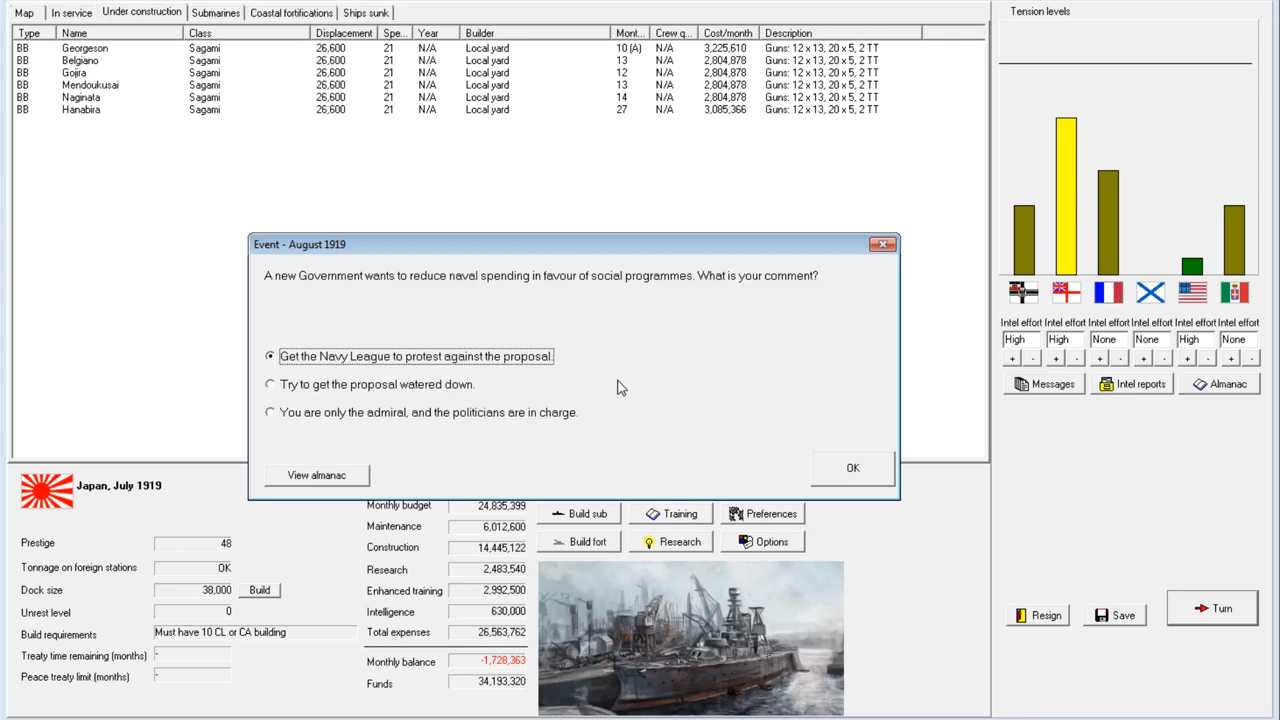 Map In service Under construction Submarines Coastal fortifications Ships sunk
Type Name Class Displacement Spe... Year Builder Mont... Crew q... Cost/month Description
BB Georgeson Sagami 26,600 21 N/A Local yard 10 (A) N/A 3,225,610 Guns: 12 x 13, 20 x 5, 2 TT
BB Belgiano Sagami 26,600 21 N/A Local yard 13 N/A 2,804,878 Guns: 12 x 13, 20 x 5, 2 TT
BB Gojira Sagami 26,600 21 N/A Local yard 12 N/A 2,804,878 Guns: 12 x 13, 20 x 5, 2 TT
BB Mendoukusai Sagami 26,600 21 N/A Local yard 13 N/A 2,804,878 Guns: 12 x 13, 20 x 5, 2 TT
BB Naginata Sagami 26,600 21 N/A Local yard 14 N/A 2,804,878 Guns: 12 x 13, 20 x 5, 2 TT
BB Hanabira Sagami 26,600 21 N/A Local yard 27 N/A 3,085,366 Guns: 12 x 13, 20 x 5, 2 TT
Tension levels
Intel effort Intel effort Intel effort Intel effort Intel effort Intel effort
High High None None High None
+ - + - + - + - + - + -
Messages Intel reports Almanac
Event - August 1919
A new Government wants to reduce naval spending in favour of social programmes. What is your comment?
Get the Navy League to protest against the proposal.
Try to get the proposal watered down.
You are only the admiral, and the politicians are in charge.
View almanac OK
Japan, July 1919
Prestige 48
Tonnage on foreign stations OK
Dock size 38,000 Build
Unrest level 0
Build requirements Must have 10 CL or CA building
Treaty time remaining (months) -
Peace treaty limit (months) -
Monthly budget 24,835,399
Maintenance 6,012,600
Construction 14,445,122
Research 2,483,540
Enhanced training 2,992,500
Intelligence 630,000
Total expenses 26,563,762
Monthly balance -1,728,363
Funds 34,193,320
Build sub Training Preferences
Build fort Research Options
Resign Save Turn